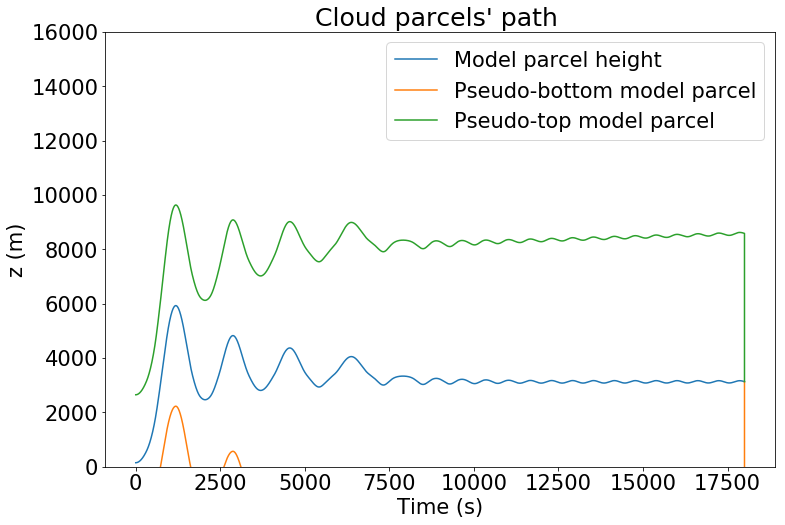 Cloud parcels' path
16000
14000
12000
10000
8000
6000
4000
2000
0
z (m)
Model parcel height
Pseudo-bottom model parcel
Pseudo-top model parcel
0 2500 5000 7500 10000 12500 15000 17500
Time (s)